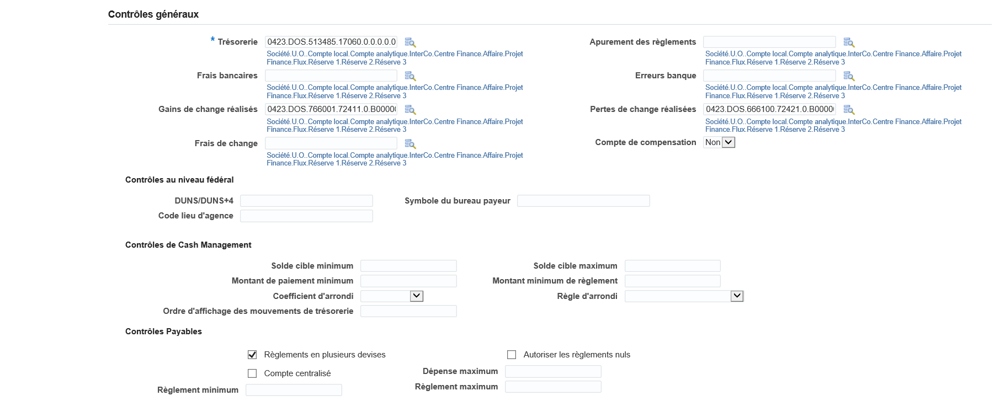 Contrôles généraux
* Trésorerie 0423.DOS.513485.17060.0.0.0.0.0 Apurement des règlements
Société.U.O..Compte local.Compte analytique.InterCo.Centre Finance.Affaire.Projet Société.U.O..Compte local.Compte analytique.InterCo.Centre Finance.Affaire.Projet
Finance.Flux.Réserve 1.Réserve 2.Réserve 3 Finance.Flux.Réserve 1.Réserve 2.Réserve 3
Frais bancaires Erreurs banque
Société.U.O..Compte local.Compte analytique.InterCo.Centre Finance.Affaire.Projet Société.U.O..Compte local.Compte analytique.InterCo.Centre Finance.Affaire.Projet
Finance.Flux.Réserve 1.Réserve 2.Réserve 3 Finance.Flux.Réserve 1.Réserve 2.Réserve 3
Gains de change réalisés 0423.DOS.766001.72411.0.B0000 Pertes de change réalisées 0423.DOS.666100.72421.0.B0000
Société.U.O..Compte local.Compte analytique.InterCo.Centre Finance.Affaire.Projet Société.U.O..Compte local.Compte analytique.InterCo.Centre Finance.Affaire.Projet
Finance.Flux.Réserve 1.Réserve 2.Réserve 3 Finance.Flux.Réserve 1.Réserve 2.Réserve 3
Frais de change Compte de compensation Non
Société.U.O..Compte local.Compte analytique.InterCo.Centre Finance.Affaire.Projet
Finance.Flux.Réserve 1.Réserve 2.Réserve 3
Contrôles au niveau fédéral
DUNS/DUNS+4 Symbole du bureau payeur
Code lieu d'agence
Contrôles de Cash Management
Solde cible minimum Solde cible maximum
Montant de paiement minimum Montant minimum de règlement
Coefficient d'arrondi Règle d'arrondi
Ordre d'affichage des mouvements de trésorerie
Contrôles Payables
Règlements en plusieurs devises Autoriser les règlements nuls
Compte centralisé Dépense maximum
Règlement minimum Règlement maximum